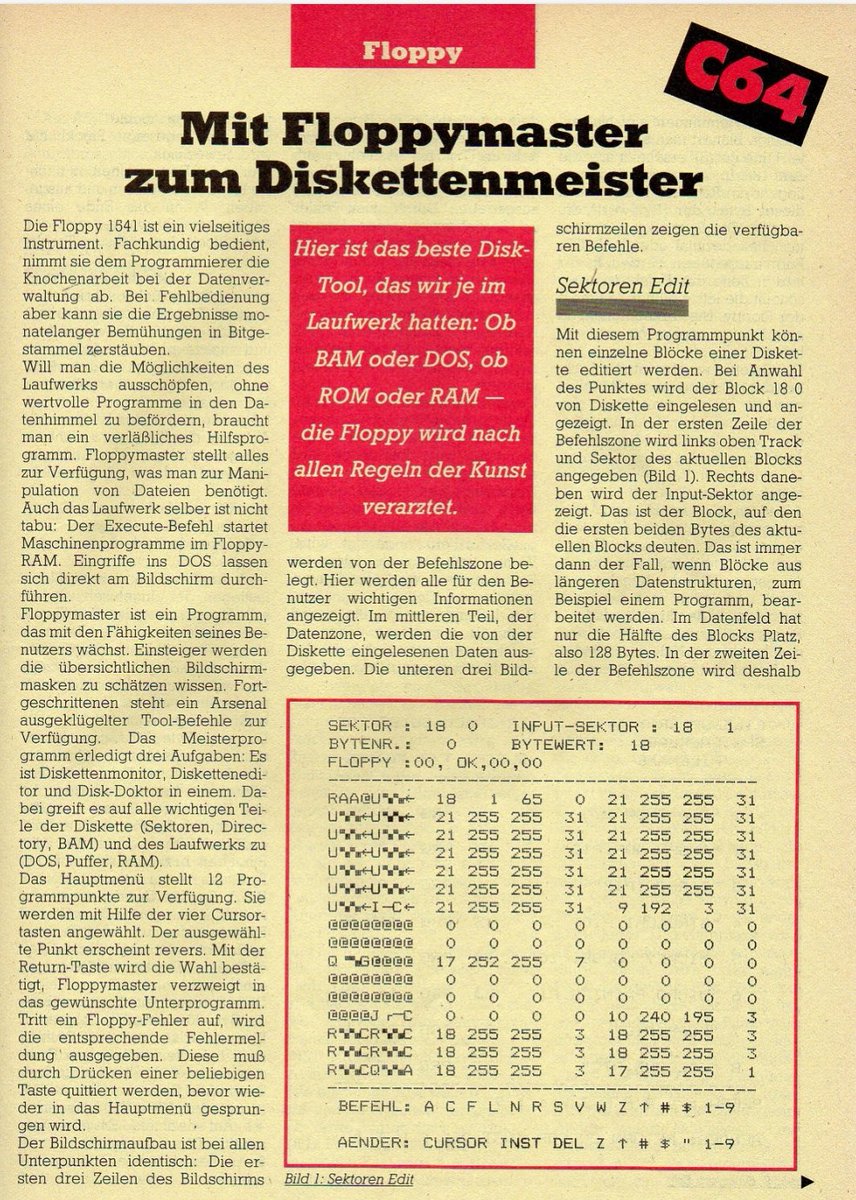 Floppy
C64
Mit Floppymaster
zum Diskettenmeister
Die Floppy 1541 ist ein vielseitiges
Instrument. Fachkundig bedient,
nimmt sie dem Programmierer die
Knochenarbeit bei der Datenver-
waltung ab. Bei Fehlbedienung
aber kann sie die Ergebnisse mo-
natelanger Bemühungen in Bitge-
stammel zerstäuben.
Will man die Möglichkeiten des
Laufwerks ausschöpfen, ohne
wertvolle Programme in den Da-
tenhimmel zu befördern, braucht
man ein verläßliches Hilfspro-
gramm. Floppymaster stellt alles
zur Verfügung, was man zur Mani-
pulation von Dateien benötigt.
Auch das Laufwerk selber ist nicht
tabu: Der Execute-Befehl startet
Maschinenprogramme im Floppy-
RAM. Eingriffe ins DOS lassen
sich direkt am Bildschirm durch-
führen.
Floppymaster ist ein Programm,
das mit den Fähigkeiten seines Be-
nutzers wächst. Einsteiger werden
die übersichtlichen Bildschirm-
masken zu schätzen wissen. Fort-
geschrittenen steht ein Arsenal
ausgeklügelter Tool-Befehle zur
Verfügung. Das Meisterpro-
gramm erledigt drei Aufgaben: Es
ist Diskettenmonitor, Diskettenedi-
tor und Disk-Doktor in einem. Da-
bei greift es auf alle wichtigen Tei-
le der Diskette (Sektoren, Direc-
tory, BAM) und des Laufwerks zu
(DOS, Puffer, RAM).
Das Hauptmenü stellt 12 Pro-
grammpunkte zur Verfügung. Sie
werden mit Hilfe der vier Cursor-
tasten angewählt. Der ausgewähl-
te Punkt erscheint revers. Mit der
Return-Taste wird die Wahl bestä-
tigt, Floppymaster verzweigt in
das gewünschte Unterprogramm.
Tritt ein Floppy-Fehler auf, wird
die entsprechende Fehlermel-
dung ausgegeben. Diese muß
durch Drücken einer beliebigen
Taste quittiert werden, bevor wie-
der in das Hauptmenü gesprun-
gen wird.
Der Bildschirmaufbau ist bei allen
Unterpunkten identisch: Die er-
sten drei Zeilen des Bildschirms
Hier ist das beste Disk-
Tool, das wir je im
Laufwerk hatten: Ob
BAM oder DOS, ob
ROM oder RAM —
die Floppy wird nach
allen Regeln der Kunst
verarztet.
werden von der Befehlszone be-
legt. Hier werden alle für den Be-
nutzer wichtigen Informationen
angezeigt. Im mittleren Teil, der
Datenzone, werden die von der
Diskette eingelesenen Daten aus-
gegeben. Die unteren drei Bild-
schirmzeilen zeigen die verfügba-
ren Befehle.
Sektoren Edit
Mit diesem Programmpunkt kön-
nen einzelne Blöcke einer Disket-
te editiert werden. Bei Anwahl
des Punktes wird der Block 18 0
von Diskette eingelesen und an-
gezeigt. In der ersten Zeile der
Befehlszone wird links oben Track
und Sektor des aktuellen Blocks
angegeben (Bild 1). Rechts dane-
ben wird der Input-Sektor ange-
zeigt. Das ist der Block, auf den
die ersten beiden Bytes des aktu-
ellen Blocks deuten. Das ist immer
dann der Fall, wenn Blöcke aus
längeren Datenstrukturen, zum
Beispiel einem Programm, bear-
beitet werden. Im Datenfeld hat
nur die Hälfte des Blocks Platz,
also 128 Bytes. In der zweiten Zei-
le der Befehlszone wird deshalb
SEKTOR : 18 0 INPUT-SEKTOR : 18 1
BYTENR.: 0 BYTEWERT: 18
FLOPPY :00, OK,00,00
RAA@U▚▚← 18 1 65 0 21 255 255 31
U▚▚←U▚▚← 21 255 255 31 21 255 255 31
U▚▚←U▚▚← 21 255 255 31 21 255 255 31
U▚▚←U▚▚← 21 255 255 31 21 255 255 31
U▚▚←U▚▚← 21 255 255 31 21 255 255 31
U▚▚←U▚▚← 21 255 255 31 21 255 255 31
U▚▚←I─C← 21 255 255 31 9 192 3 31
@@@@@@@@ 0 0 0 0 0 0 0 0
@@@@@@@@ 0 0 0 0 0 0 0 0
Q ▚G@@@@ 17 252 255 7 0 0 0 0
@@@@@@@@ 0 0 0 0 0 0 0 0
@@@@@@@@ 0 0 0 0 0 0 0 0
@@@@J ┌─C 0 0 0 0 10 240 195 3
R▚▚CR▚▚C 18 255 255 3 18 255 255 3
R▚▚CR▚▚C 18 255 255 3 18 255 255 3
R▚▚CQ▚▚A 18 255 255 3 17 255 255 1
BEFEHL: A C F L N R S V W Z ↑ # $ 1-9
AENDER: CURSOR INST DEL Z ↑ # $ " 1-9
Bild 1: Sektoren Edit